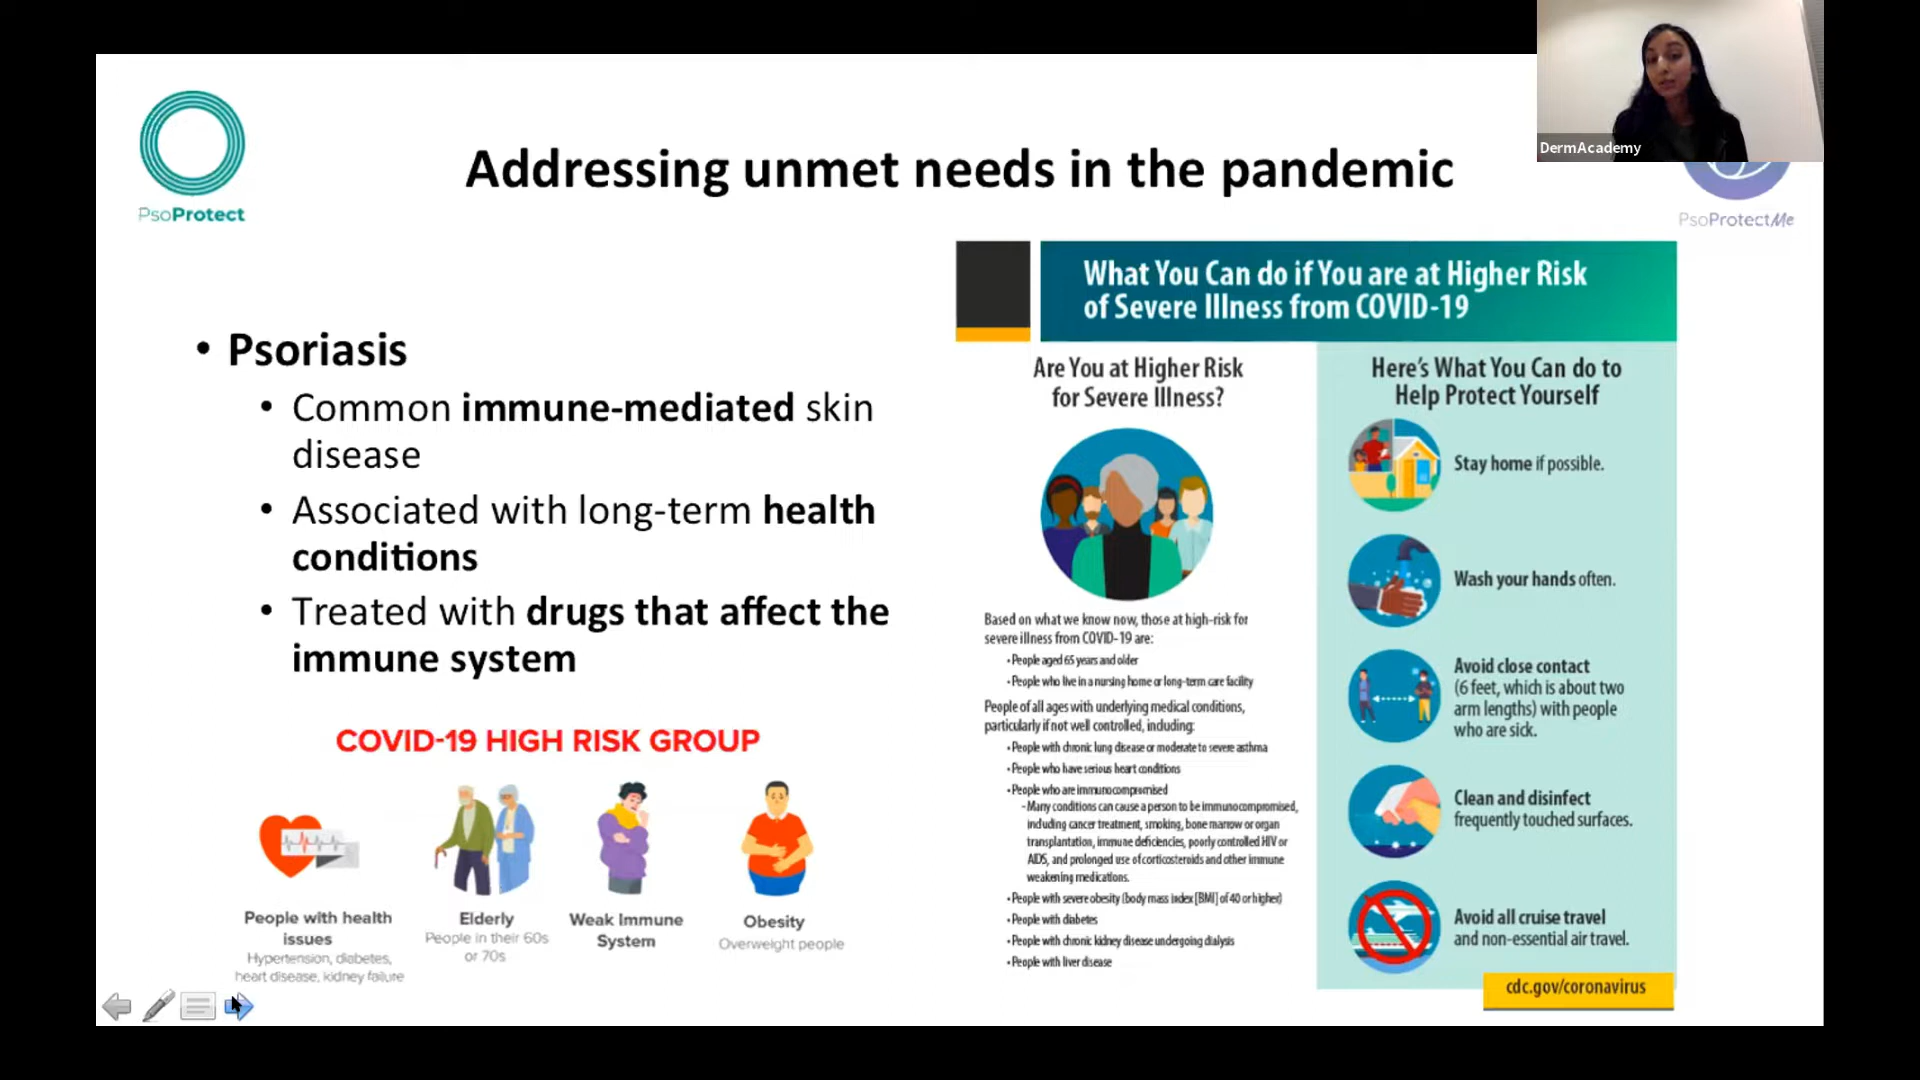 DermAcademy
PsoProtect
Addressing unmet needs in the pandemic
PsoProtectMe
• Psoriasis
• Common immune-mediated skin
disease
• Associated with long-term health
conditions
• Treated with drugs that affect the
immune system
COVID-19 HIGH RISK GROUP
People with health
issues
Hypertension, diabetes,
heart disease, kidney failure
Elderly
People in their 60s
or 70s
Weak Immune
System
Obesity
Overweight people
What You Can do if You are at Higher Risk
of Severe Illness from COVID-19
Are You at Higher Risk
for Severe Illness?
Based on what we know now, those at high-risk for
severe illness from COVID-19 are:
• People aged 65 years and older
• People who live in a nursing home or long-term care facility
People of all ages with underlying medical conditions,
particularly if not well controlled, including:
• People with chronic lung disease or moderate to severe asthma
• People who have serious heart conditions
• People who are immunocompromised
- Many conditions can cause a person to be immunocompromised,
including cancer treatment, smoking, bone marrow or organ
transplantation, immune deficiencies, poorly controlled HIV or
AIDS, and prolonged use of corticosteroids and other immune
weakening medications.
• People with severe obesity (body mass index [BMI] of 40 or higher)
• People with diabetes
• People with chronic kidney disease undergoing dialysis
• People with liver disease
Here's What You Can do to
Help Protect Yourself
Stay home if possible.
Wash your hands often.
Avoid close contact
(6 feet, which is about two
arm lengths) with people
who are sick.
Clean and disinfect
frequently touched surfaces.
Avoid all cruise travel
and non-essential air travel.
cdc.gov/coronavirus